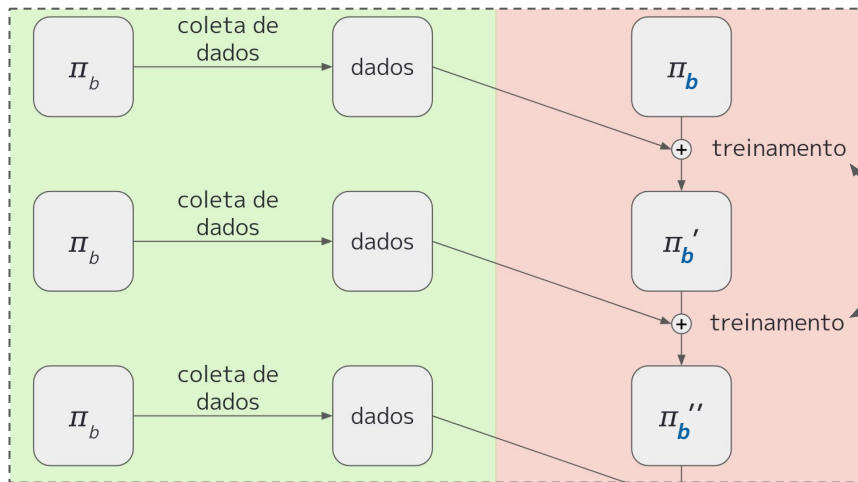 coleta de
dados
π_b
dados
π_b
+
treinamento
coleta de
dados
π_b
dados
π_b′
+
treinamento
coleta de
dados
π_b
dados
π_b′′